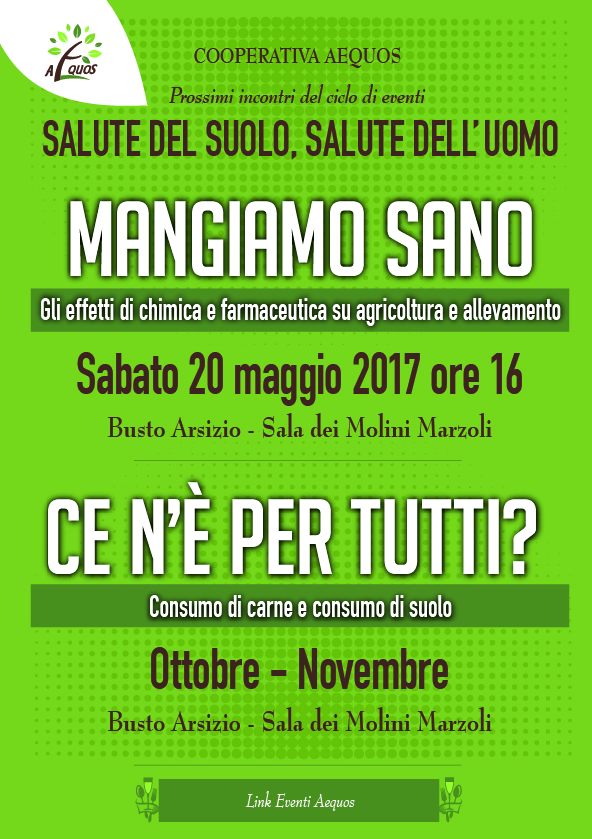 AEQUOS
COOPERATIVA AEQUOS
Prossimi incontri del ciclo di eventi
SALUTE DEL SUOLO, SALUTE DELL'UOMO
MANGIAMO SANO
Gli effetti di chimica e farmaceutica su agricoltura e allevamento
Sabato 20 maggio 2017 ore 16
Busto Arsizio - Sala dei Molini Marzoli
CE N'È PER TUTTI?
Consumo di carne e consumo di suolo
Ottobre - Novembre
Busto Arsizio - Sala dei Molini Marzoli
Link Eventi Aequos